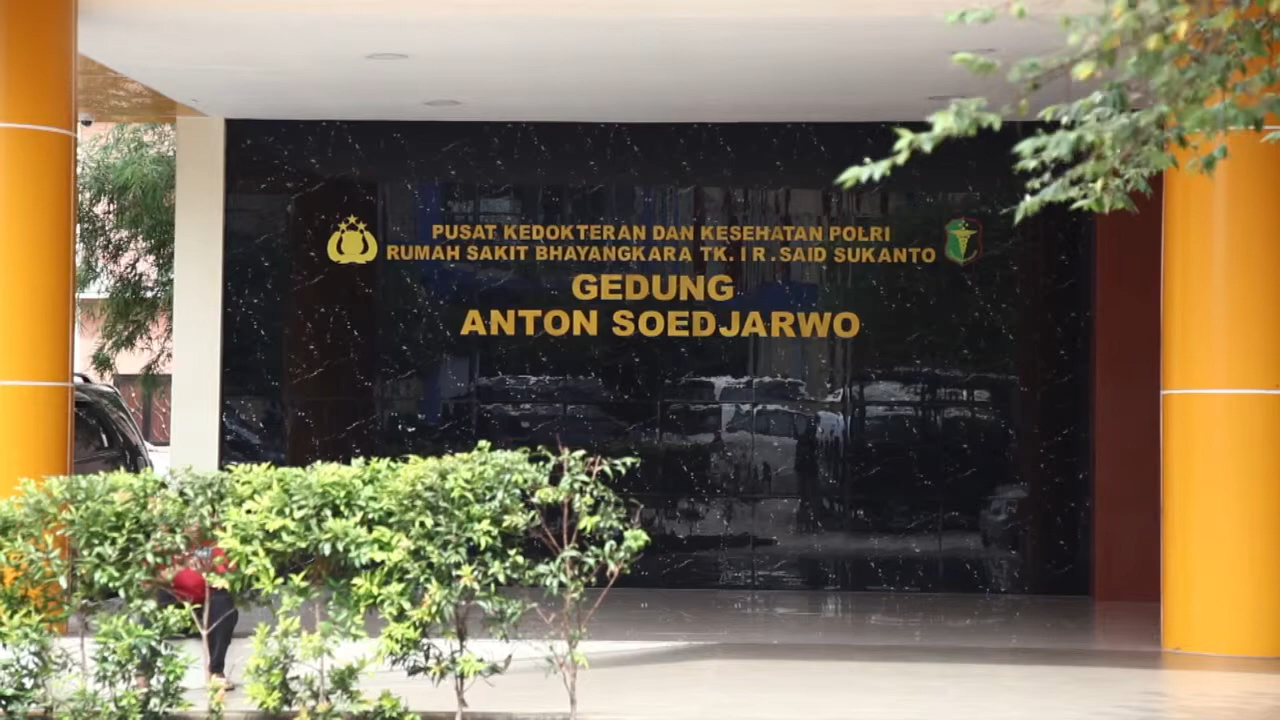 PUSAT KEDOKTERAN DAN KESEHATAN POLRI
RUMAH SAKIT BHAYANGKARA TK. I R. SAID SUKANTO
GEDUNG
ANTON SOEDJARWO